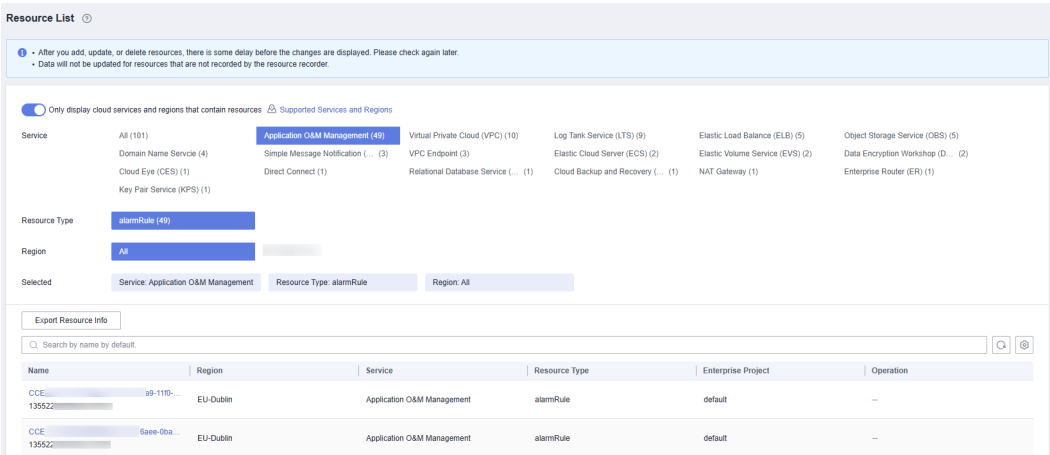 Resource List
• After you add, update, or delete resources, there is some delay before the changes are displayed. Please check again later.
• Data will not be updated for resources that are not recorded by the resource recorder.
Only display cloud services and regions that contain resources Supported Services and Regions
Service All (101) Application O&M Management (49) Virtual Private Cloud (VPC) (10) Log Tank Service (LTS) (9) Elastic Load Balance (ELB) (5) Object Storage Service (OBS) (5)
Domain Name Servcie (4) Simple Message Notification (... (3) VPC Endpoint (3) Elastic Cloud Server (ECS) (2) Elastic Volume Service (EVS) (2) Data Encryption Workshop (D... (2)
Cloud Eye (CES) (1) Direct Connect (1) Relational Database Service (... (1) Cloud Backup and Recovery (... (1) NAT Gateway (1) Enterprise Router (ER) (1)
Key Pair Service (KPS) (1)
Resource Type alarmRule (49)
Region All
Selected Service: Application O&M Management Resource Type: alarmRule Region: All
Export Resource Info
Search by name by default.
Name Region Service Resource Type Enterprise Project Operation
CCE a9-11f0-... EU-Dublin Application O&M Management alarmRule default --
135522
CCE 6aee-0ba... EU-Dublin Application O&M Management alarmRule default --
13552